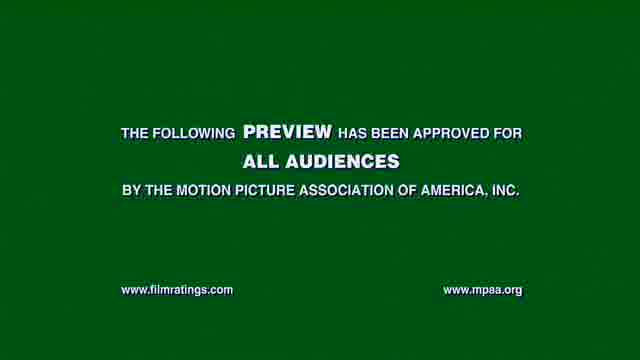 THE FOLLOWING PREVIEW HAS BEEN APPROVED FOR
ALL AUDIENCES
BY THE MOTION PICTURE ASSOCIATION OF AMERICA, INC.
www.filmratings.com www.mpaa.org